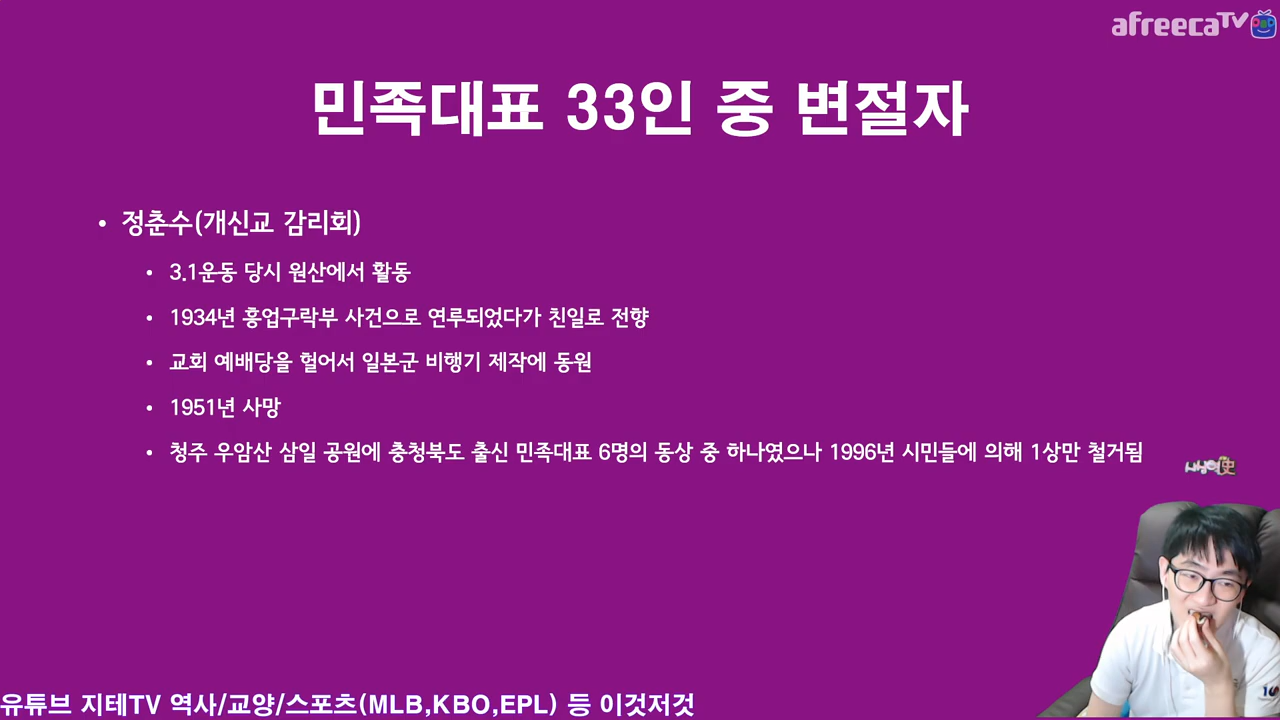 afreecaTV
민족대표 33인 중 변절자
• 정춘수(개신교 감리회)
• 3.1운동 당시 원산에서 활동
• 1934년 흥업구락부 사건으로 연루되었다가 친일로 전향
• 교회 예배당을 헐어서 일본군 비행기 제작에 동원
• 1951년 사망
• 청주 우암산 삼일 공원에 충청북도 출신 민족대표 6명의 동상 중 하나였으나 1996년 시민들에 의해 1상만 철거됨
유튜브 지테TV 역사/교양/스포츠(MLB,KBO,EPL) 등 이것저것